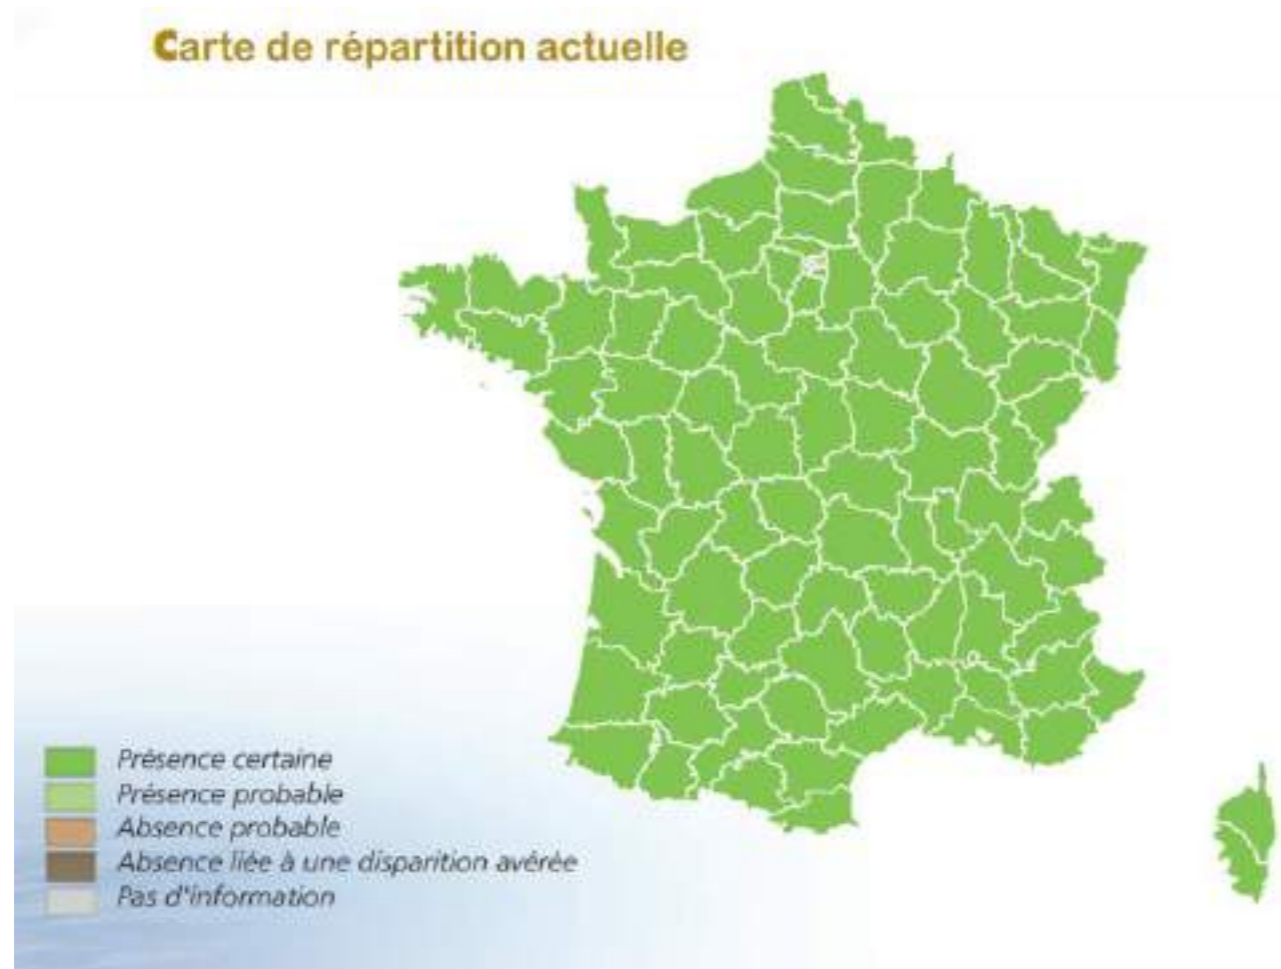 Carte de répartition actuelle
Présence certaine
Présence probable
Absence probable
Absence liée à une disparition avérée
Pas d'information